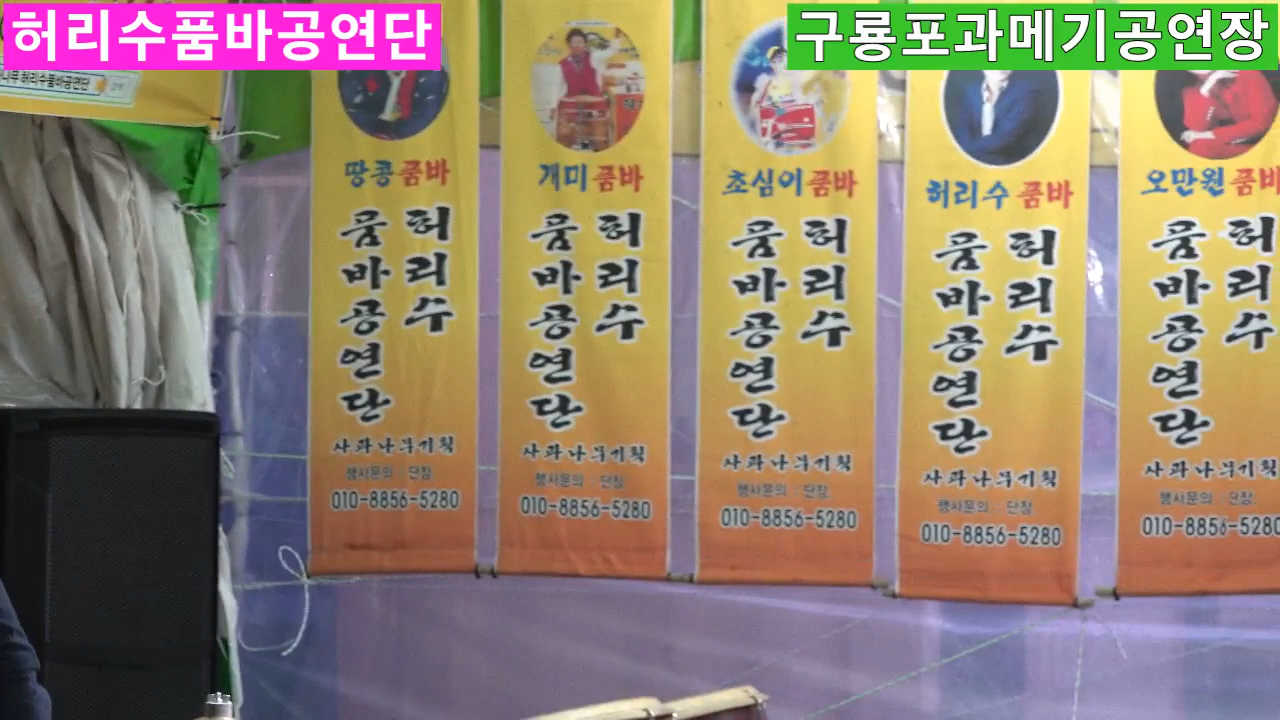 허리수품바공연단
구룡포과메기공연장
허리수품바공연단
땅콩품바
허리수
품바공연단
사과나무기획
행사문의 : 단장.
010-8856-5280
개미품바
허리수
품바공연단
사과나무기획
행사문의 : 단장
010-8856-5280
초심이품바
허리수
품바공연단
사과나무기획
행사문의 : 단장.
010-8856-5280
허리수 품바
허리수
품바공연단
사과나무기획
행사문의 : 단장
010-8856-5280
오만원품바
허리수
품바공연단
사과나무기획
행사문의 : 단장
010-8856-5280